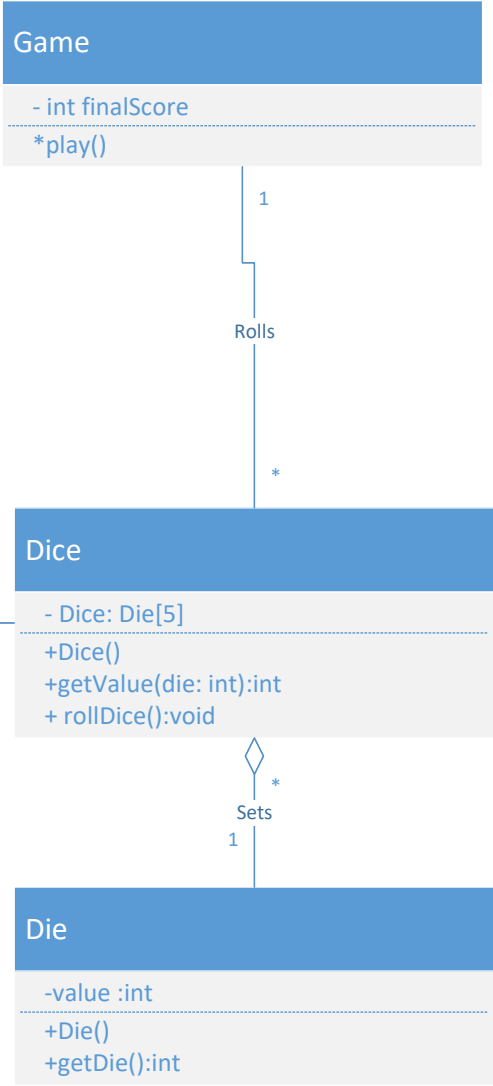 Game
- int finalScore
*play()
1
Rolls
*
Dice
- Dice: Die[5]
+Dice()
+getValue(die: int):int
+ rollDice():void
*
Sets
1
Die
-value :int
+Die()
+getDie():int